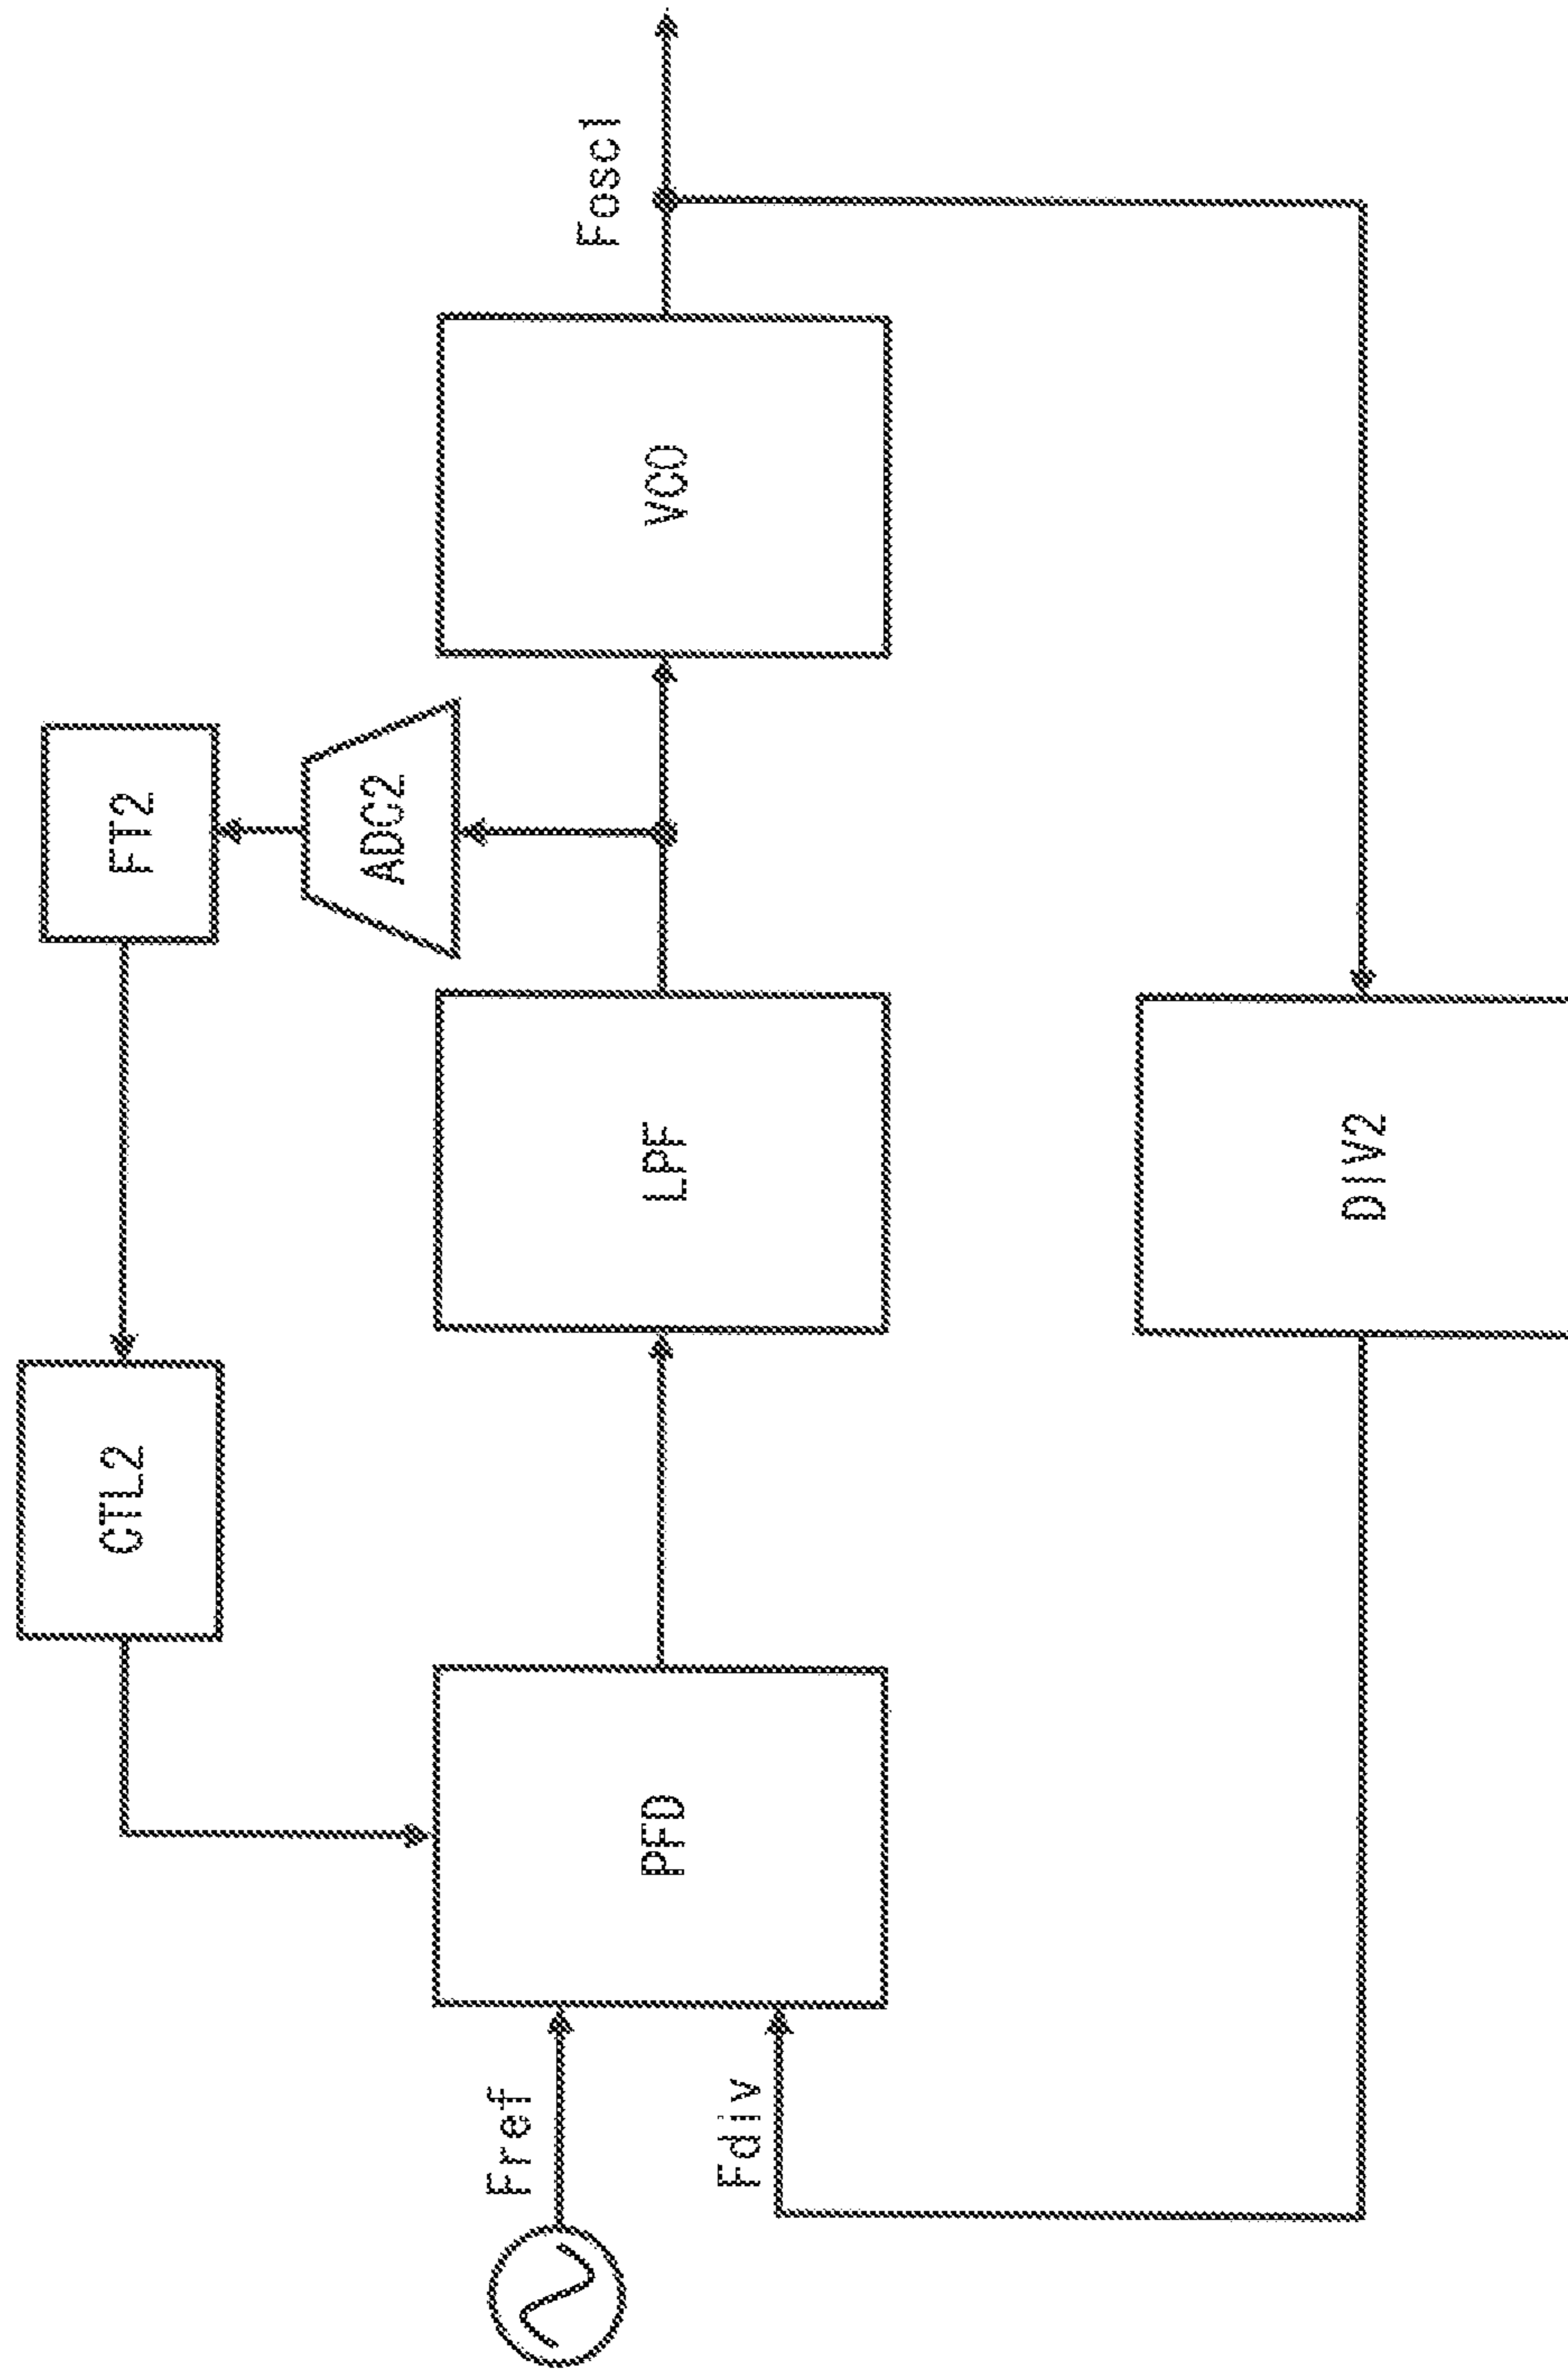 CTL2
FT2
ADC2
Fref
Fdiv
PFD
LPF
VCO
Fosc1
DIV2